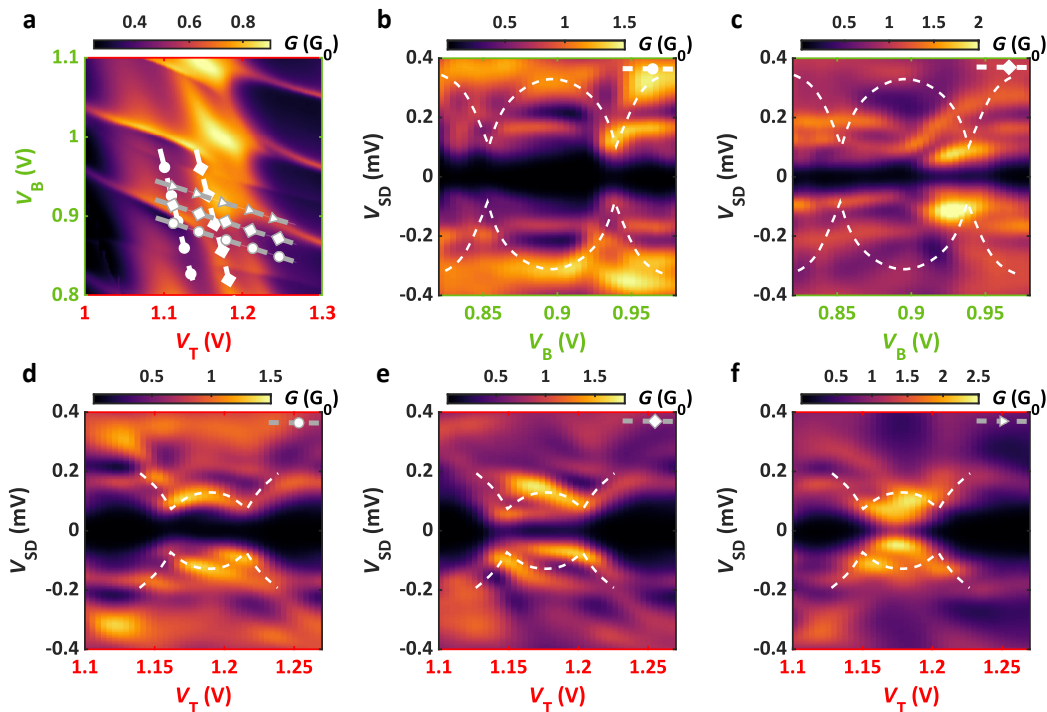 a
0.4 0.6 0.8 G (G0)
1.1
1
0.9
0.8
VB (V)
1 1.1 1.2 1.3
VT (V)
b
0.5 1 1.5 G (G0)
0.4
0.2
0
-0.2
-0.4
VSD (mV)
0.85 0.9 0.95
VB (V)
c
0.5 1 1.5 2 G (G0)
0.4
0.2
0
-0.2
-0.4
VSD (mV)
0.85 0.9 0.95
VB (V)
d
0.5 1 1.5 G (G0)
0.4
0.2
0
-0.2
-0.4
VSD (mV)
1.1 1.15 1.2 1.25
VT (V)
e
0.5 1 1.5 G (G0)
0.4
0.2
0
-0.2
-0.4
VSD (mV)
1.1 1.15 1.2 1.25
VT (V)
f
0.5 1 1.5 2 2.5 G (G0)
0.4
0.2
0
-0.2
-0.4
VSD (mV)
1.1 1.15 1.2 1.25
VT (V)